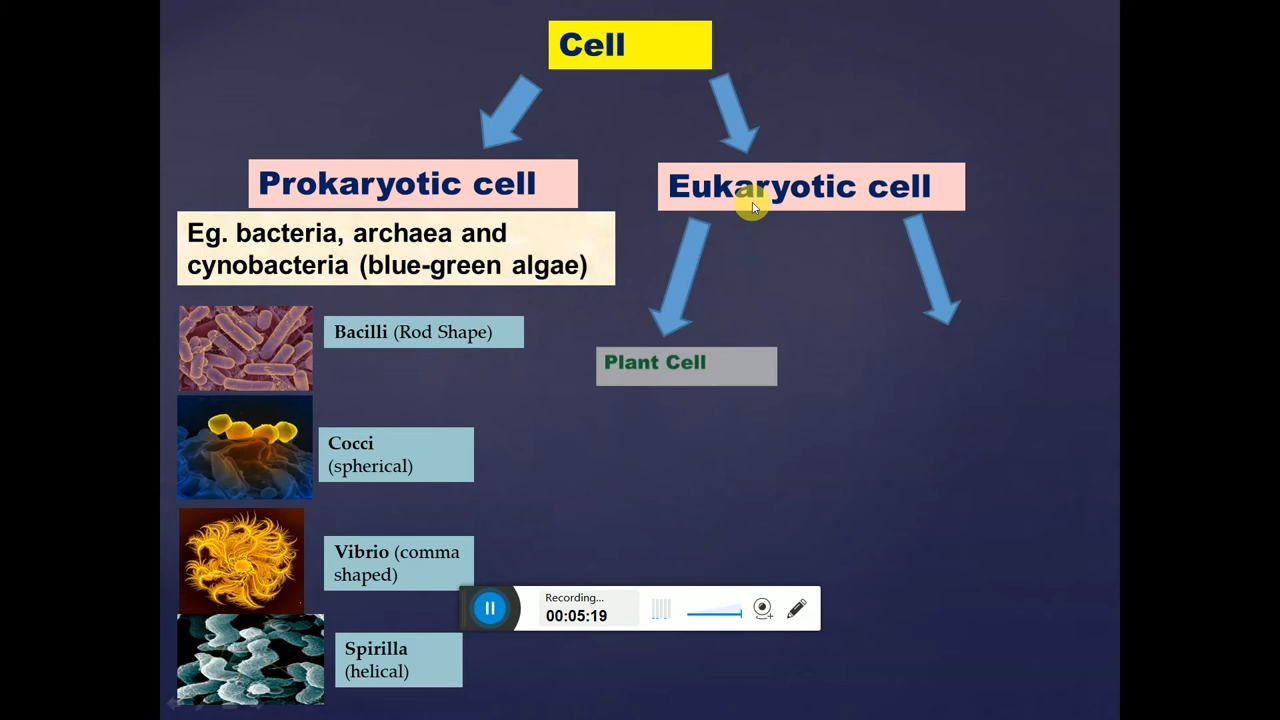 Cell
Prokaryotic cell
Eukaryotic cell
Eg. bacteria, archaea and
cynobacteria (blue-green algae)
Bacilli (Rod Shape)
Plant Cell
Cocci
(spherical)
Vibrio (comma
shaped)
Spirilla
(helical)
Recording...
00:05:19